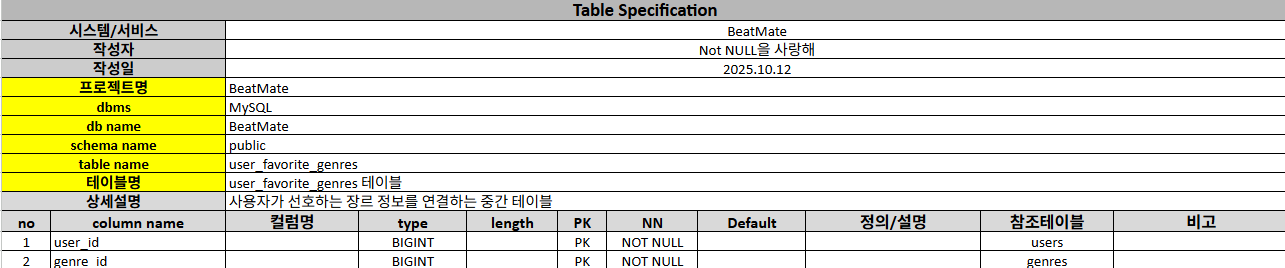 Table Specification
시스템/서비스 BeatMate
작성자 Not NULL을 사랑해
작성일 2025.10.12
프로젝트명 BeatMate
dbms MySQL
db name BeatMate
schema name public
table name user_favorite_genres
테이블명 user_favorite_genres 테이블
상세설명 사용자가 선호하는 장르 정보를 연결하는 중간 테이블
no column name 컬럼명 type length PK NN Default 정의/설명 참조테이블 비고
1 user_id BIGINT PK NOT NULL users
2 genre_id BIGINT PK NOT NULL genres